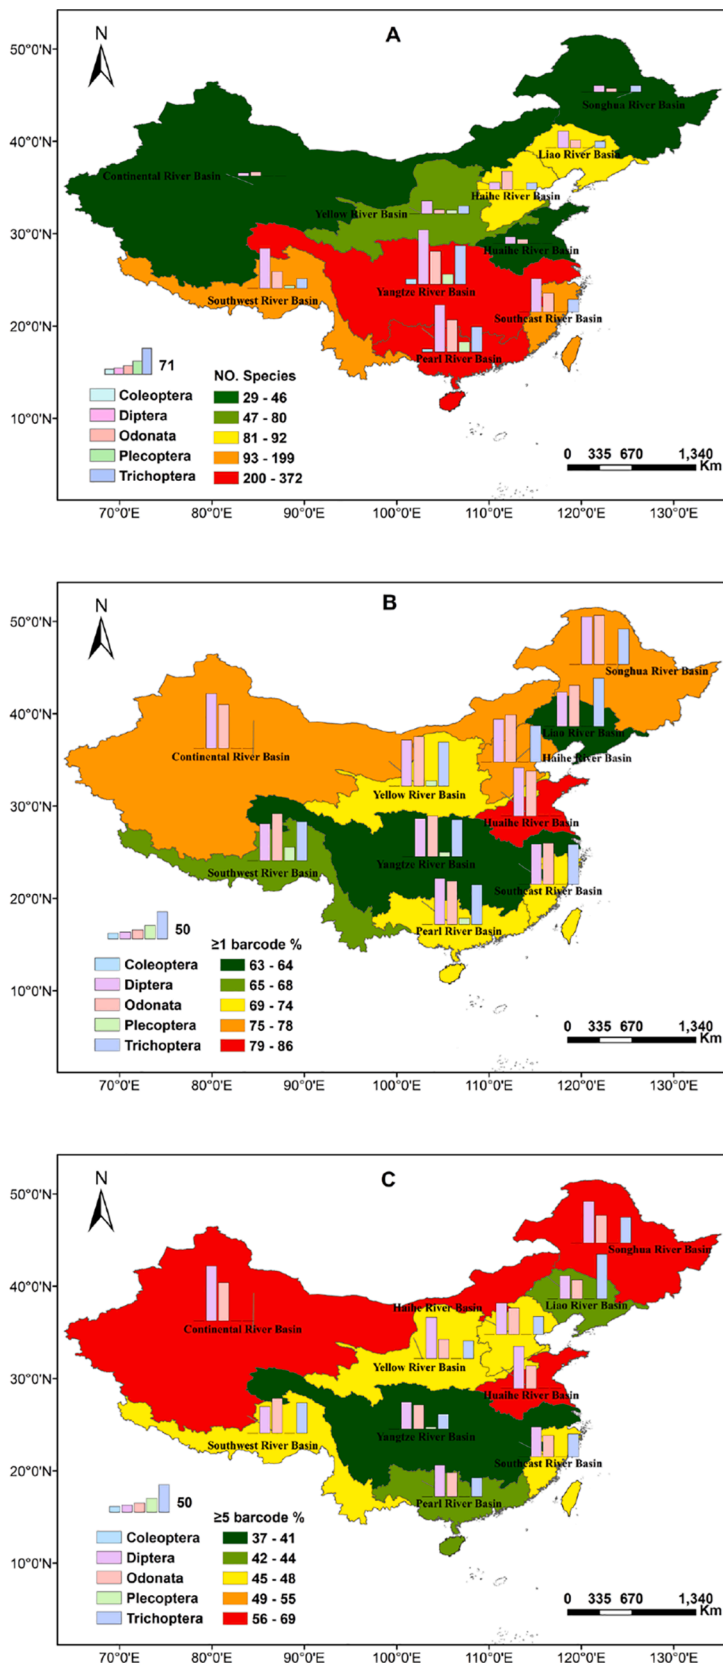 A
N
50°0'N
40°0'N
30°0'N
20°0'N
10°0'N
Songhua River Basin
Liao River Basin
Continental River Basin
Haihe River Basin
Yellow River Basin
Huaihe River Basin
Southwest River Basin
Yangtze River Basin
Southeast River Basin
Pearl River Basin
71
NO. Species
Coleoptera 29 - 46
Diptera 47 - 80
Odonata 81 - 92
Plecoptera 93 - 199
Trichoptera 200 - 372
0 335 670 1,340
Km
70°0'E 80°0'E 90°0'E 100°0'E 110°0'E 120°0'E 130°0'E
B
N
50°0'N
40°0'N
30°0'N
20°0'N
10°0'N
Songhua River Basin
Liao River Basin
Continental River Basin
Haihe River Basin
Yellow River Basin
Huaihe River Basin
Southwest River Basin
Yangtze River Basin
Southeast River Basin
Pearl River Basin
50
≥1 barcode %
Coleoptera 63 - 64
Diptera 65 - 68
Odonata 69 - 74
Plecoptera 75 - 78
Trichoptera 79 - 86
0 335 670 1,340
Km
70°0'E 80°0'E 90°0'E 100°0'E 110°0'E 120°0'E 130°0'E
C
N
50°0'N
40°0'N
30°0'N
20°0'N
10°0'N
Songhua River Basin
Liao River Basin
Haihe River Basin
Continental River Basin
Yellow River Basin
Huaihe River Basin
Southwest River Basin
Yangtze River Basin
Southeast River Basin
Pearl River Basin
50
≥5 barcode %
Coleoptera 37 - 41
Diptera 42 - 44
Odonata 45 - 48
Plecoptera 49 - 55
Trichoptera 56 - 69
0 335 670 1,340
Km
70°0'E 80°0'E 90°0'E 100°0'E 110°0'E 120°0'E 130°0'E